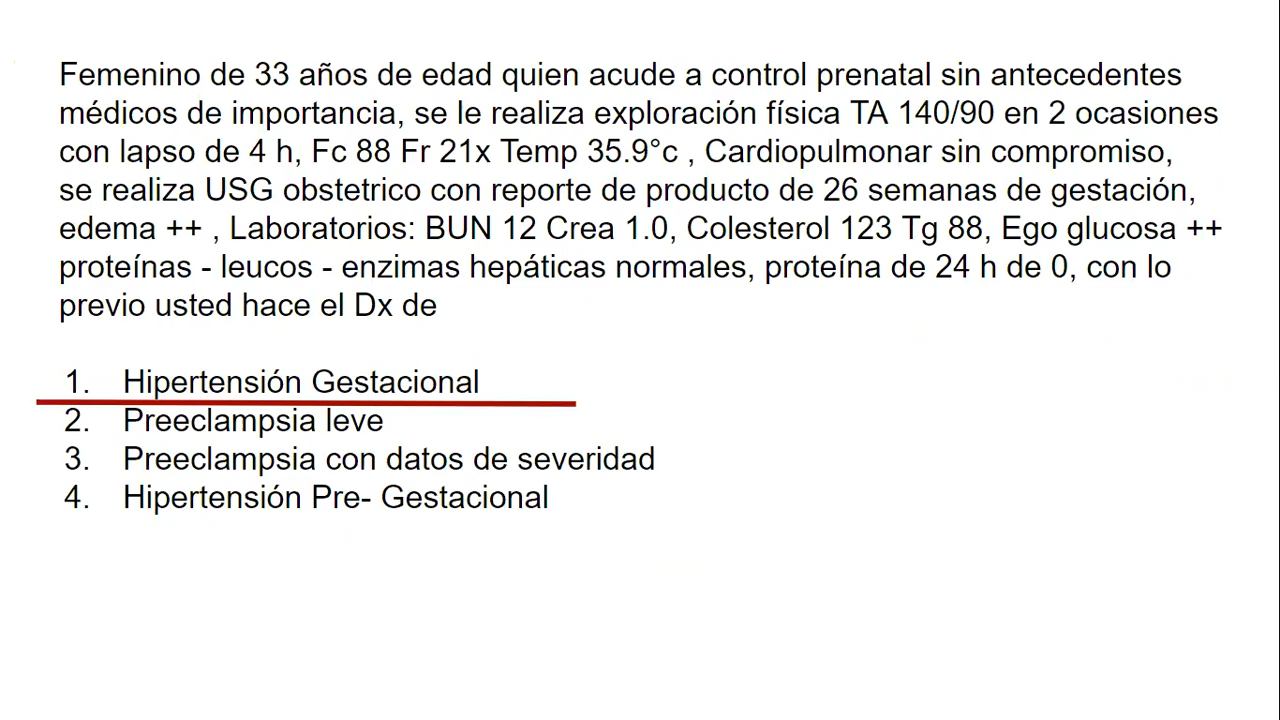 Femenino de 33 años de edad quien acude a control prenatal sin antecedentes
médicos de importancia, se le realiza exploración física TA 140/90 en 2 ocasiones
con lapso de 4 h, Fc 88 Fr 21x Temp 35.9°c , Cardiopulmonar sin compromiso,
se realiza USG obstetrico con reporte de producto de 26 semanas de gestación,
edema ++ , Laboratorios: BUN 12 Crea 1.0, Colesterol 123 Tg 88, Ego glucosa ++
proteínas - leucos - enzimas hepáticas normales, proteína de 24 h de 0, con lo
previo usted hace el Dx de
1. Hipertensión Gestacional
2. Preeclampsia leve
3. Preeclampsia con datos de severidad
4. Hipertensión Pre- Gestacional